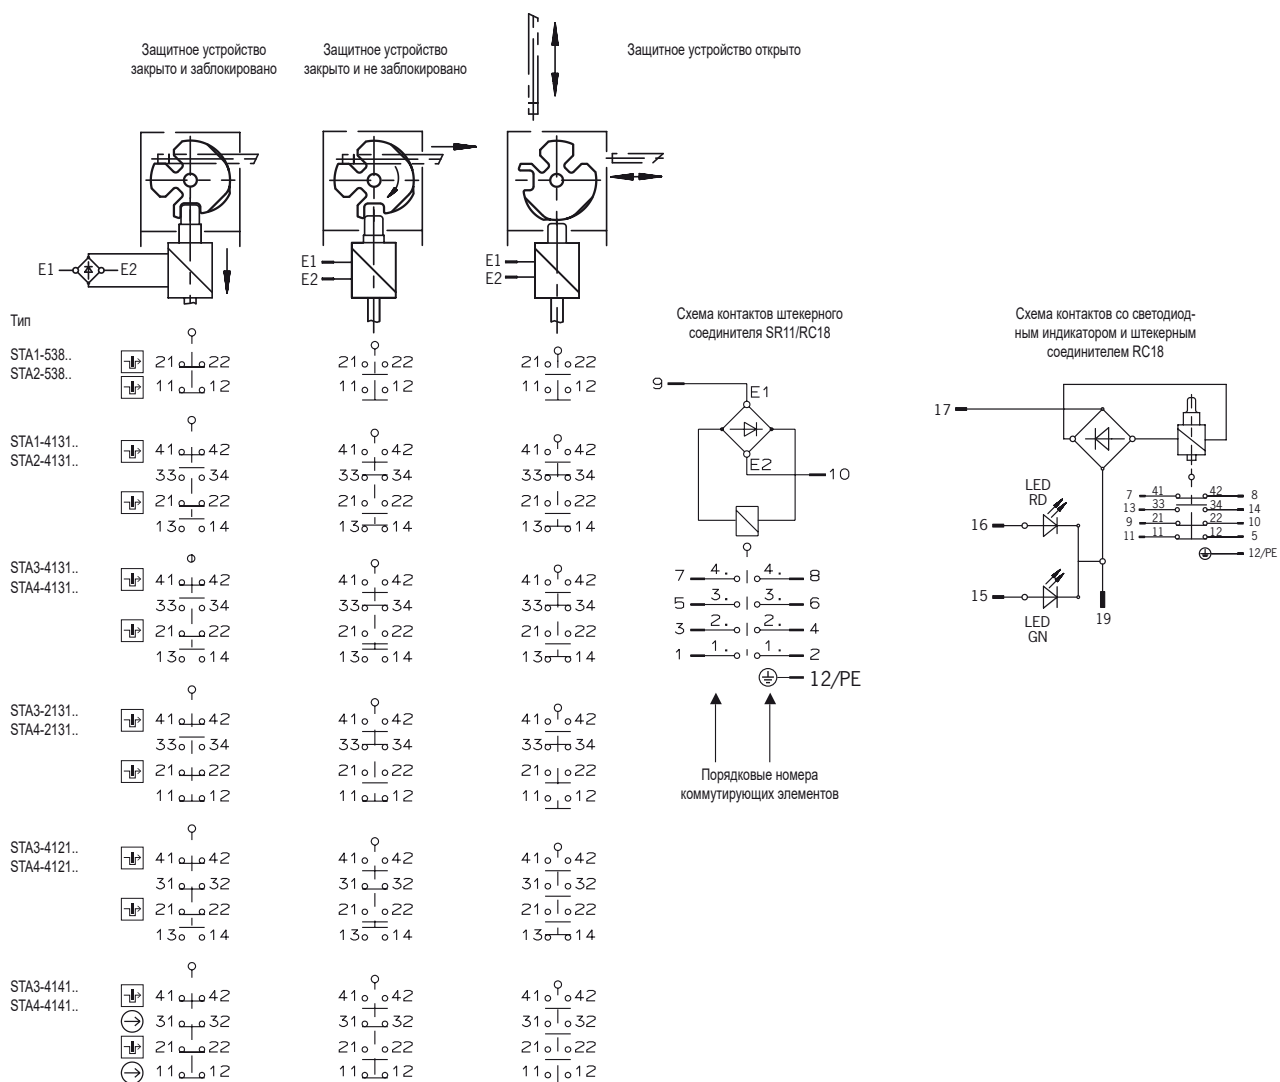 Защитное устройство
закрыто и заблокировано
Защитное устройство
закрыто и не заблокировано
Защитное устройство открыто
E1 E2
E1
E2
E1
E2
Тип
STA1-538..
STA2-538..
21 22 21 22 21 22
11 12 11 12 11 12
STA1-4131..
STA2-4131..
41 42 41 42 41 42
33 34 33 34 33 34
21 22 21 22 21 22
13 14 13 14 13 14
STA3-4131..
STA4-4131..
41 42 41 42 41 42
33 34 33 34 33 34
21 22 21 22 21 22
13 14 13 14 13 14
STA3-2131..
STA4-2131..
41 42 41 42 41 42
33 34 33 34 33 34
21 22 21 22 21 22
11 12 11 12 11 12
STA3-4121..
STA4-4121..
41 42 41 42 41 42
31 32 31 32 31 32
21 22 21 22 21 22
13 14 13 14 13 14
STA3-4141..
STA4-4141..
41 42 41 42 41 42
31 32 31 32 31 32
21 22 21 22 21 22
11 12 11 12 11 12
Схема контактов штекерного
соединителя SR11/RC18
9
E1
E2
10
7 4. 4. 8
5 3. 3. 6
3 2. 2. 4
1 1. 1. 2
12/PE
Порядковые номера
коммутирующих элементов
Схема контактов со светодиод-
ным индикатором и штекерным
соединителем RC18
17
LED
RD
16
15
LED
GN
19
7 41 42 8
13 33 34 14
9 21 22 10
11 11 12 5
12/PE